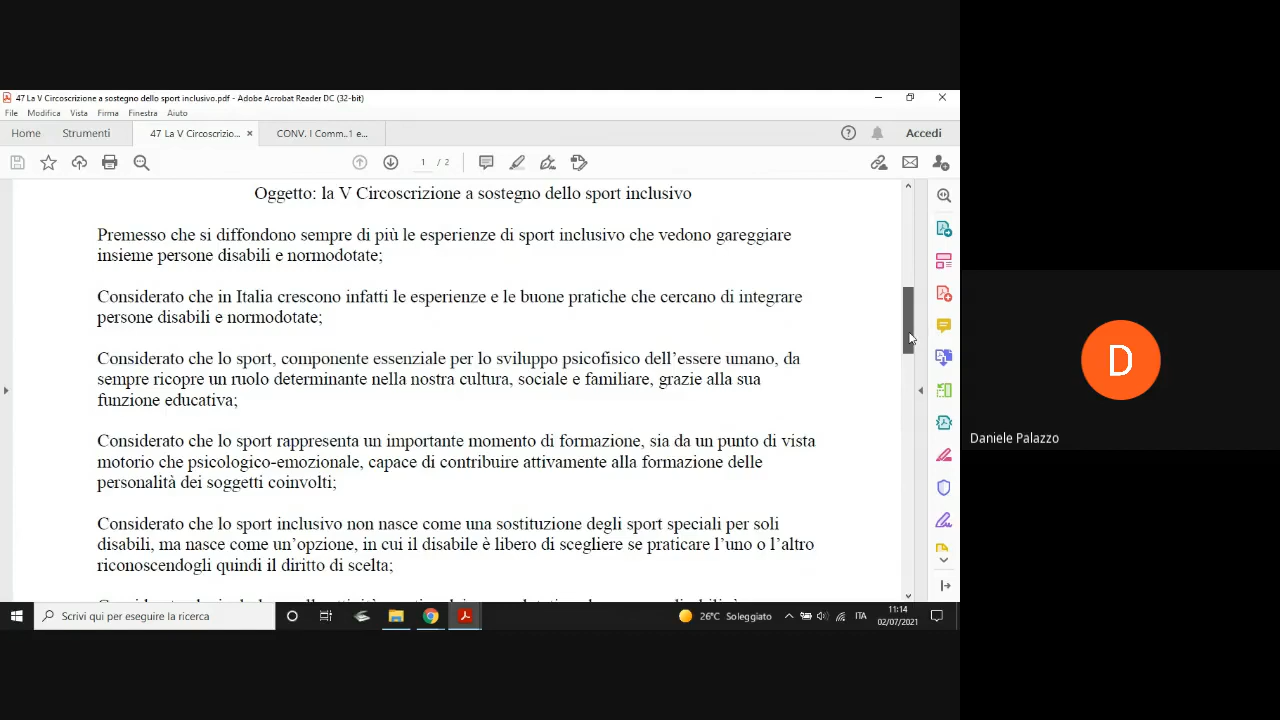 47 La V Circoscrizione a sostegno dello sport inclusivo.pdf - Adobe Acrobat Reader DC (32-bit)
File Modifica Vista Firma Finestra Aiuto
Home Strumenti 47 La V Circoscrizio... × CONV. I Comm..1 e... Accedi
1 / 2
Oggetto: la V Circoscrizione a sostegno dello sport inclusivo
Premesso che si diffondono sempre di più le esperienze di sport inclusivo che vedono gareggiare
insieme persone disabili e normodotate;
Considerato che in Italia crescono infatti le esperienze e le buone pratiche che cercano di integrare
persone disabili e normodotate;
Considerato che lo sport, componente essenziale per lo sviluppo psicofisico dell’essere umano, da
sempre ricopre un ruolo determinante nella nostra cultura, sociale e familiare, grazie alla sua
funzione educativa;
Considerato che lo sport rappresenta un importante momento di formazione, sia da un punto di vista
motorio che psicologico-emozionale, capace di contribuire attivamente alla formazione delle
personalità dei soggetti coinvolti;
Considerato che lo sport inclusivo non nasce come una sostituzione degli sport speciali per soli
disabili, ma nasce come un’opzione, in cui il disabile è libero di scegliere se praticare l’uno o l’altro
riconoscendogli quindi il diritto di scelta;
Scrivi qui per eseguire la ricerca
26°C Soleggiato
ITA
11:14
02/07/2021
D
Daniele Palazzo